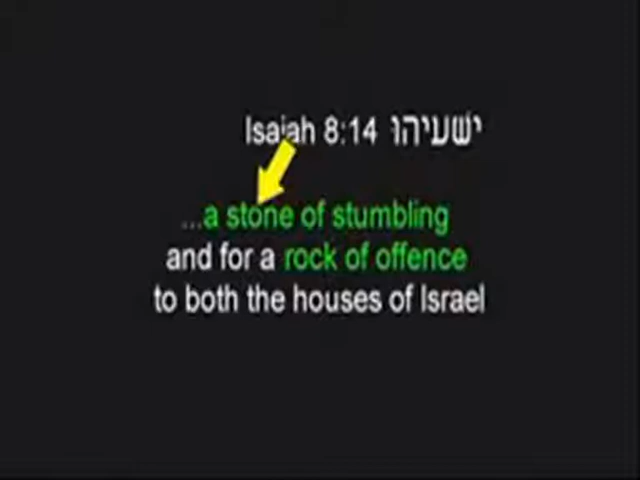 Isaiah 8:14 ישעיהו
...a stone of stumbling
and for a rock of offence
to both the houses of Israel